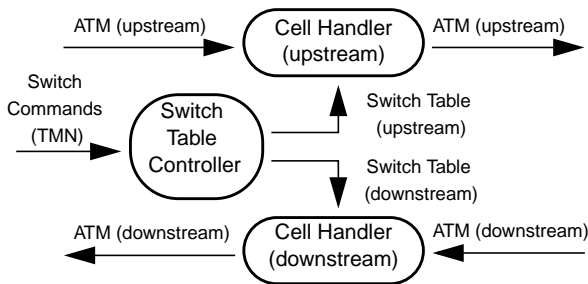 ATM (upstream)
Cell Handler
(upstream)
ATM (upstream)
Switch
Commands
(TMN)
Switch
Table
Controller
Switch Table
(upstream)
Switch Table
(downstream)
ATM (downstream)
Cell Handler
(downstream)
ATM (downstream)